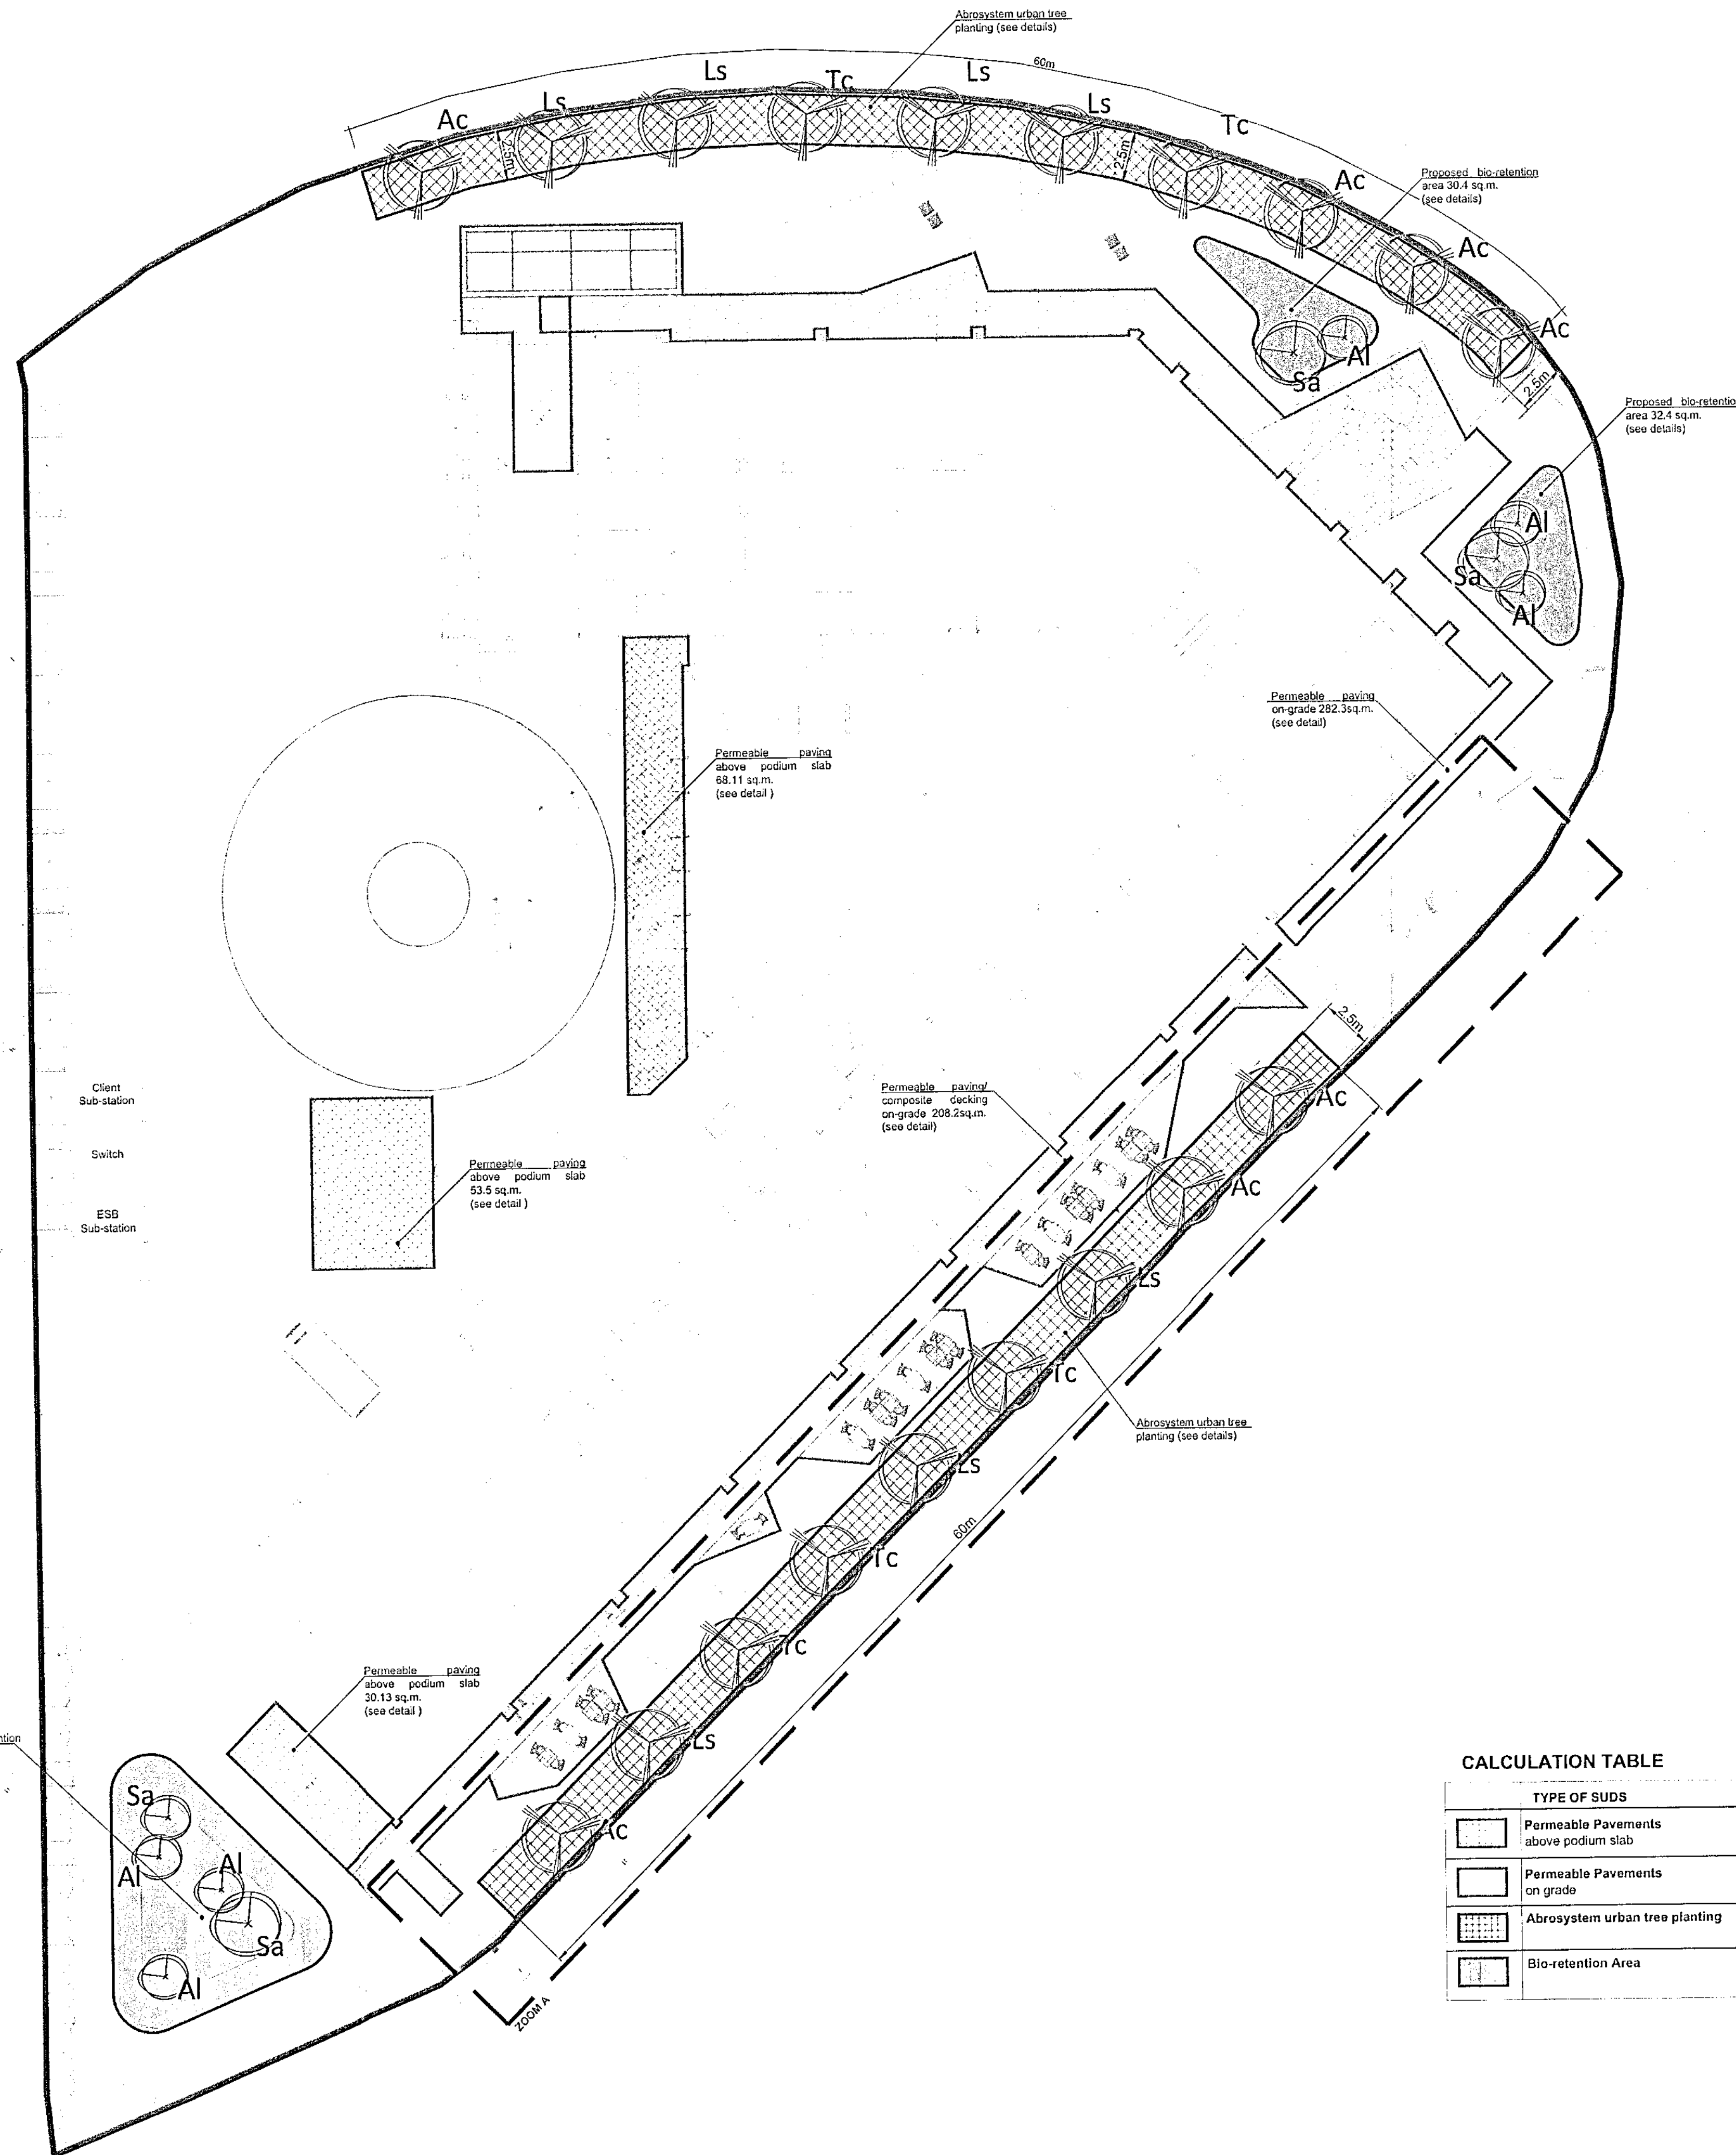 Abrosystem urban tree
planting (see details)
60m
Ls
Tc
Ls
Ac
Ls
Ls
Tc
2.5m
2.5m
Ac
Proposed bio-retention
area 30.4 sq.m.
(see details)
Ac
Ac
Al
Sa
2.5m
Proposed bio-retentio
area 32.4 sq.m.
(see details)
Al
Sa
Al
Permeable paving
on-grade 282.3sq.m.
(see detail)
Permeable paving
above podium slab
68.11 sq.m.
(see detail )
2.5m
Client
Sub-station
Permeable paving/
composite decking
on-grade 208.2sq.m.
(see detail)
Ac
Switch
Permeable paving
above podium slab
53.5 sq.m.
(see detail )
Ac
ESB
Sub-station
Ls
Tc
Abrosystem urban tree
planting (see details)
Ls
60m
Tc
Tc
Permeable paving
above podium slab
30.13 sq.m.
(see detail )
Ls
ntion
Sa
Ac
Al
Al
Sa
Al
ZOOM A
CALCULATION TABLE
TYPE OF SUDS
Permeable Pavements
above podium slab
Permeable Pavements
on grade
Abrosystem urban tree planting
Bio-retention Area